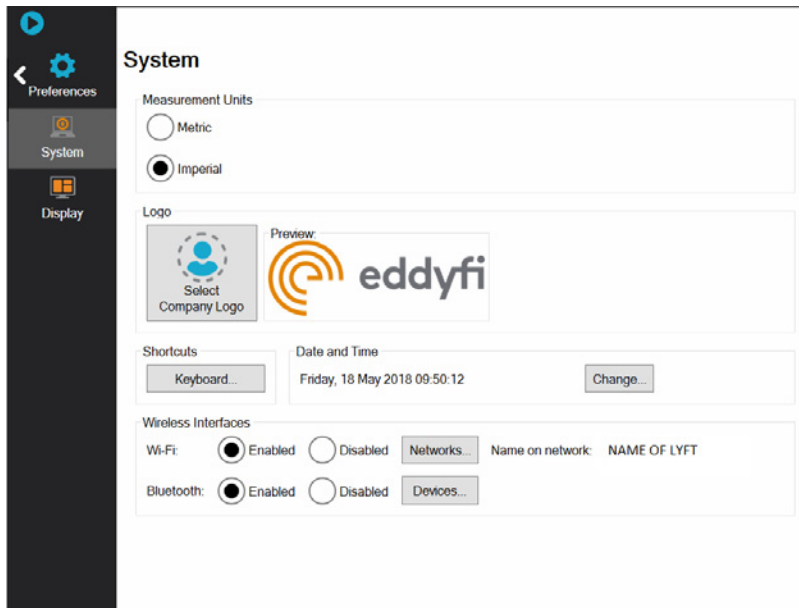 System
Preferences
System
Display
Measurement Units
Metric
Imperial
Logo
Select
Company Logo
Preview:
eddyfi
Shortcuts
Keyboard...
Date and Time
Friday, 18 May 2018 09:50:12
Change...
Wireless Interfaces
Wi-Fi: Enabled Disabled Networks... Name on network: NAME OF LYFT
Bluetooth: Enabled Disabled Devices...